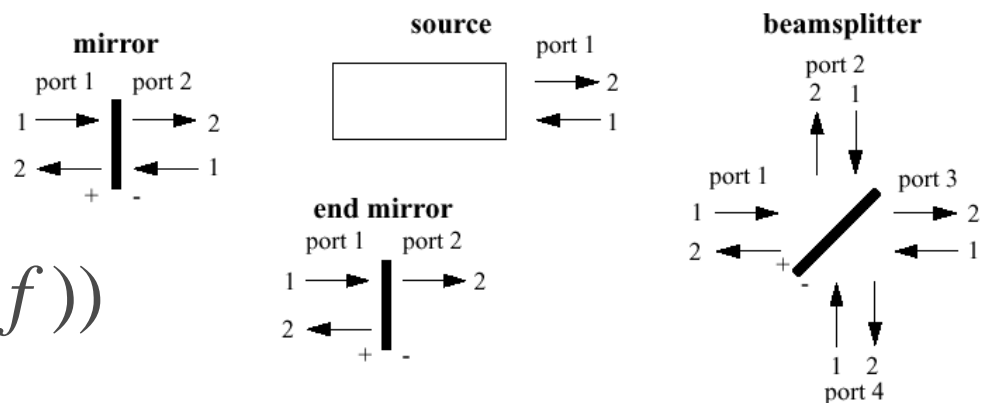 mirror
port 1 port 2
1 2
2 1
+ -
source
port 1
2
1
end mirror
port 1 port 2
1 2
2
+ -
f ))
beamsplitter
port 2
2 1
port 1 port 3
1 2
2 1
+
-
1 2
port 4